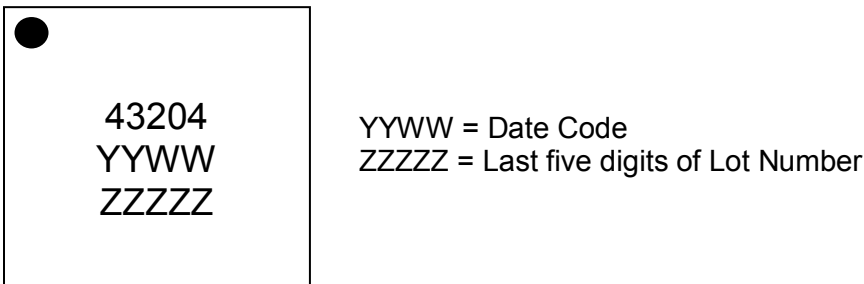 43204
YYWW
ZZZZZ
YYWW = Date Code
ZZZZZ = Last five digits of Lot Number